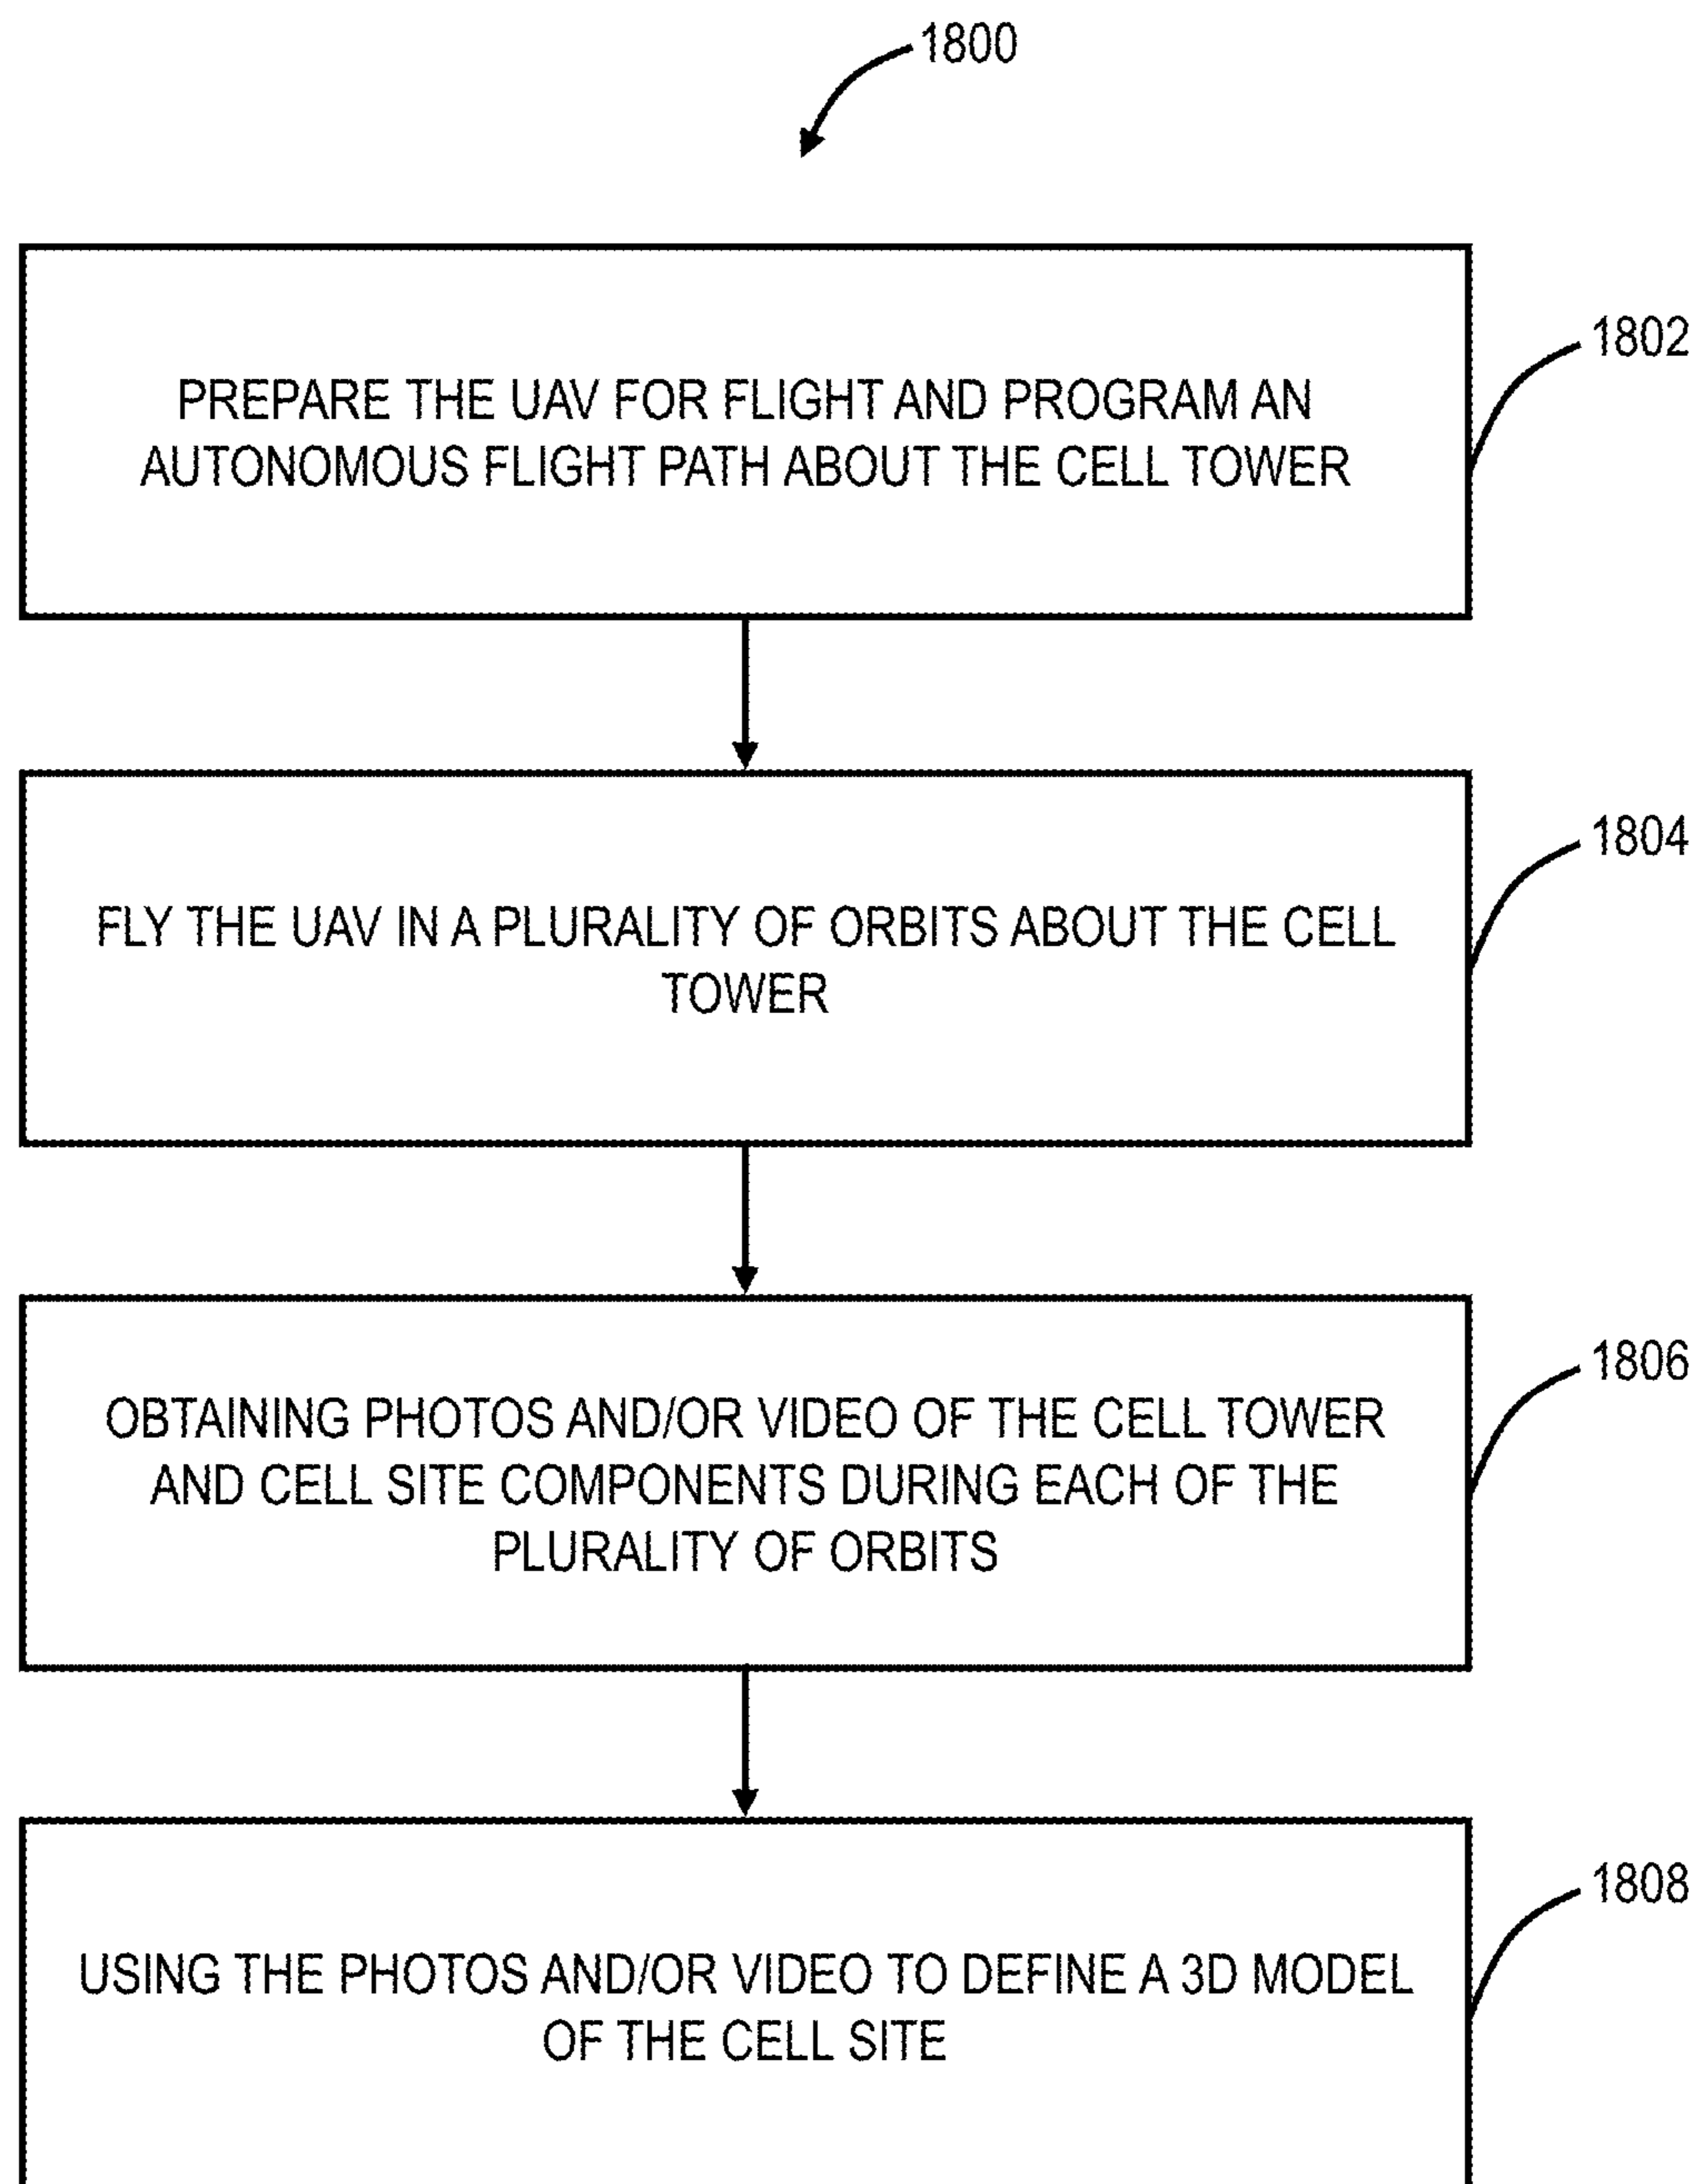 1800
1802
PREPARE THE UAV FOR FLIGHT AND PROGRAM AN
AUTONOMOUS FLIGHT PATH ABOUT THE CELL TOWER
1804
FLY THE UAV IN A PLURALITY OF ORBITS ABOUT THE CELL
TOWER
1806
OBTAINING PHOTOS AND/OR VIDEO OF THE CELL TOWER
AND CELL SITE COMPONENTS DURING EACH OF THE
PLURALITY OF ORBITS
1808
USING THE PHOTOS AND/OR VIDEO TO DEFINE A 3D MODEL
OF THE CELL SITE